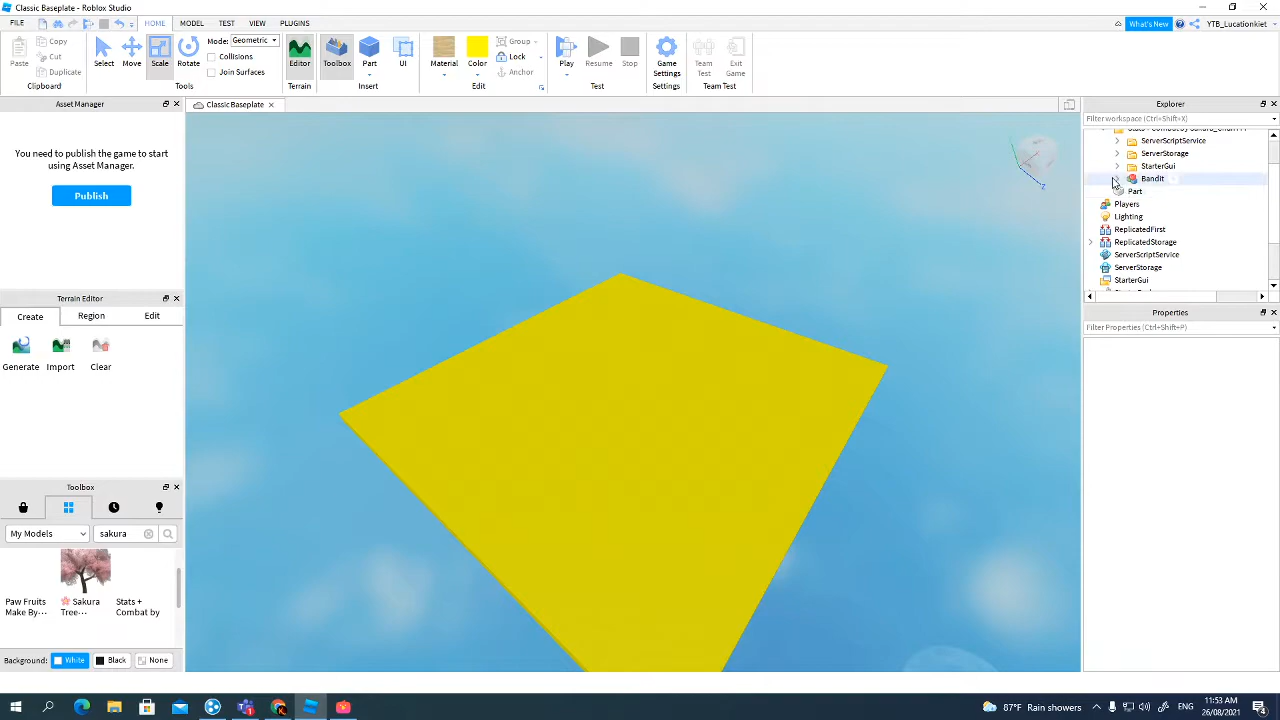 Classic Baseplate - Roblox Studio
FILE HOME MODEL TEST VIEW PLUGINS What's New YTB_Lucationkiet
Copy Mode: Geometric Group
Cut Collisions Lock
Paste Duplicate Select Move Scale Rotate Join Surfaces Editor Toolbox Part UI Material Color Anchor Play Resume Stop Game Settings Team Test Exit Game
Clipboard Tools Terrain Insert Edit Test Settings Team Test
Asset Manager
ClassicBaseplate
Explorer
Filter workspace (Ctrl+Shift+X)
You need to publish the game to start
using Asset Manager.
Publish
ServerScriptService
ServerStorage
StarterGui
Bandit
Part
Players
Lighting
ReplicatedFirst
ReplicatedStorage
ServerScriptService
ServerStorage
StarterGui
Properties
Filter Properties (Ctrl+Shift+P)
Terrain Editor
Create Region Edit
Generate Import Clear
Toolbox
My Models sakura
Paw Fruits Sakura Stats +
Make By··· Tree··· Combat by
Background: White Black None
87°F Rain showers ENG 11:53 AM
26/08/2021
4